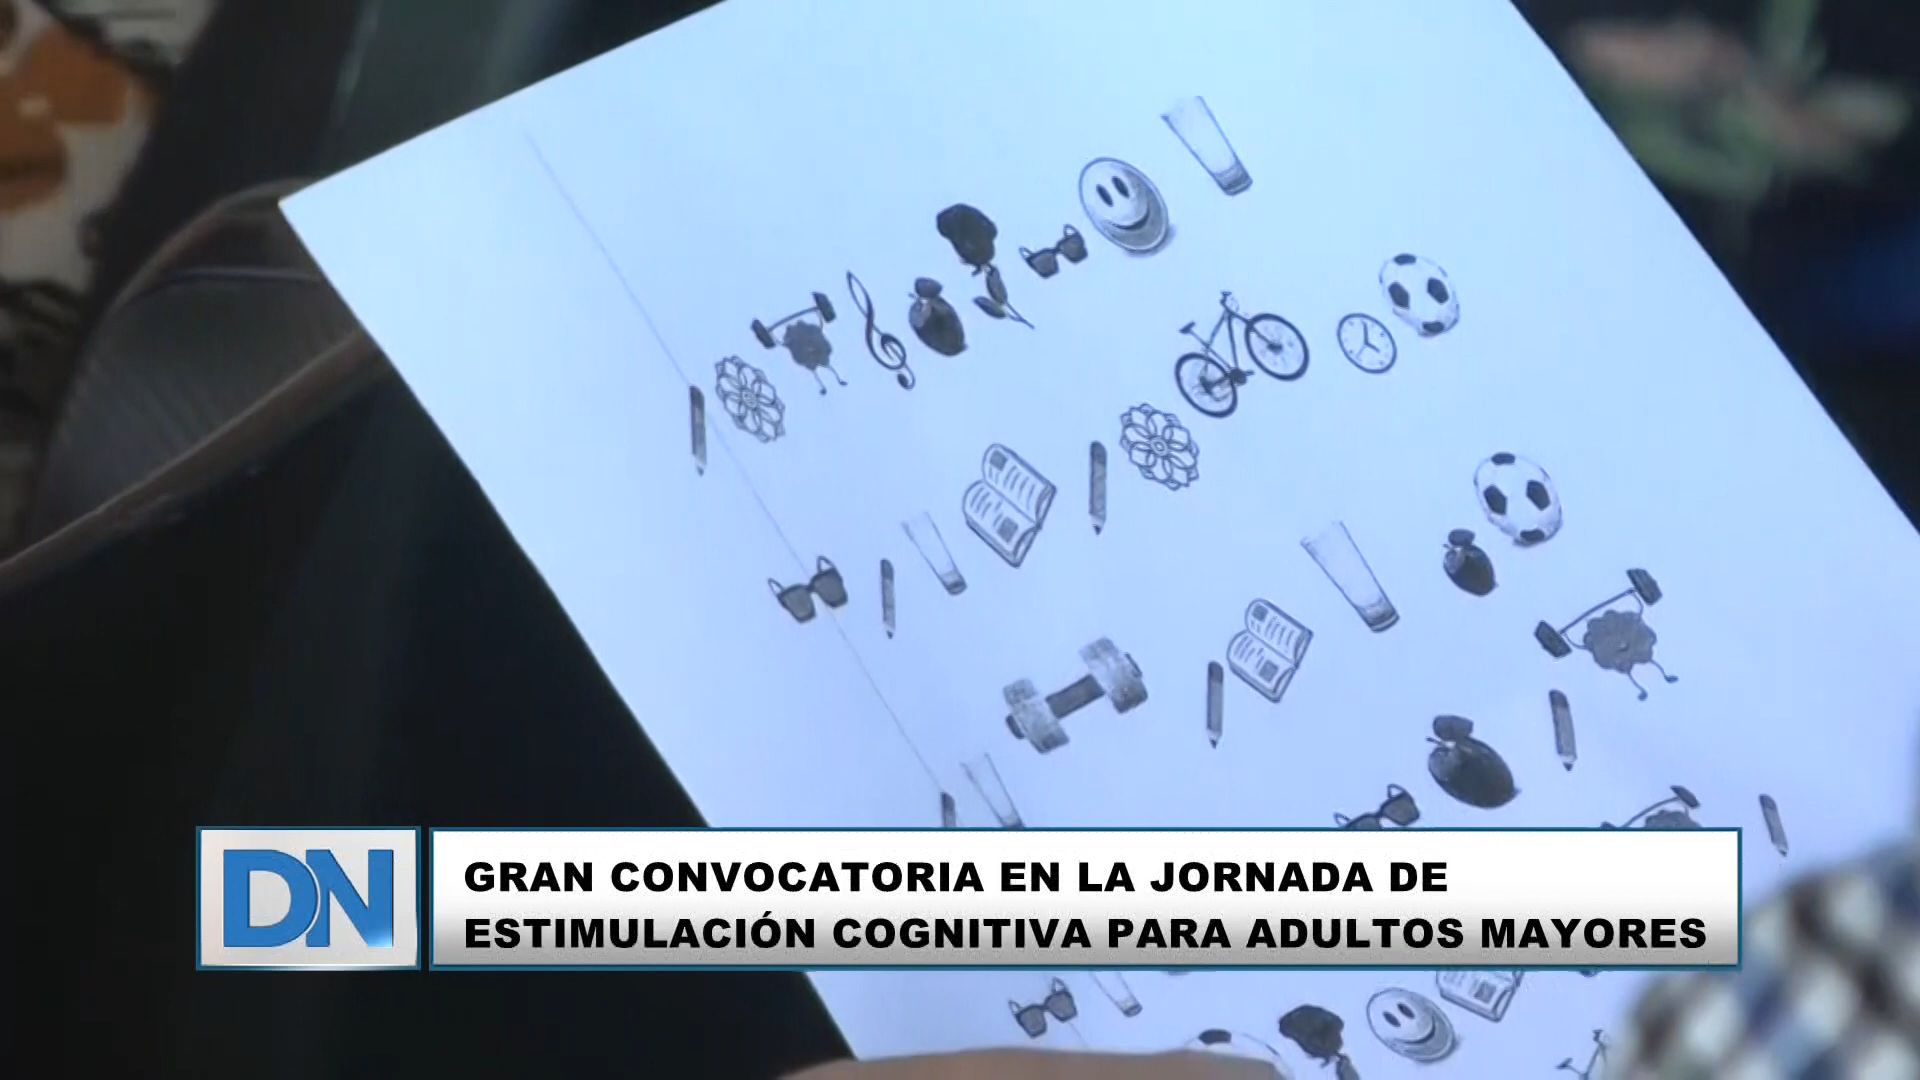 DN
GRAN CONVOCATORIA EN LA JORNADA DE
ESTIMULACIÓN COGNITIVA PARA ADULTOS MAYORES